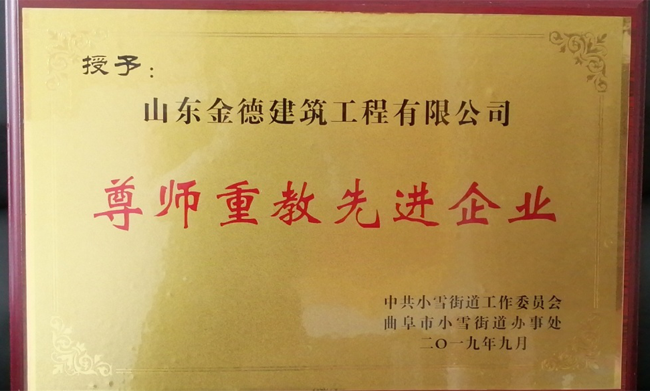 授予：
山东金德建筑工程有限公司
尊师重教先进企业
中共小雪街道工作委员会
曲阜市小雪街道办事处
二〇一九年九月